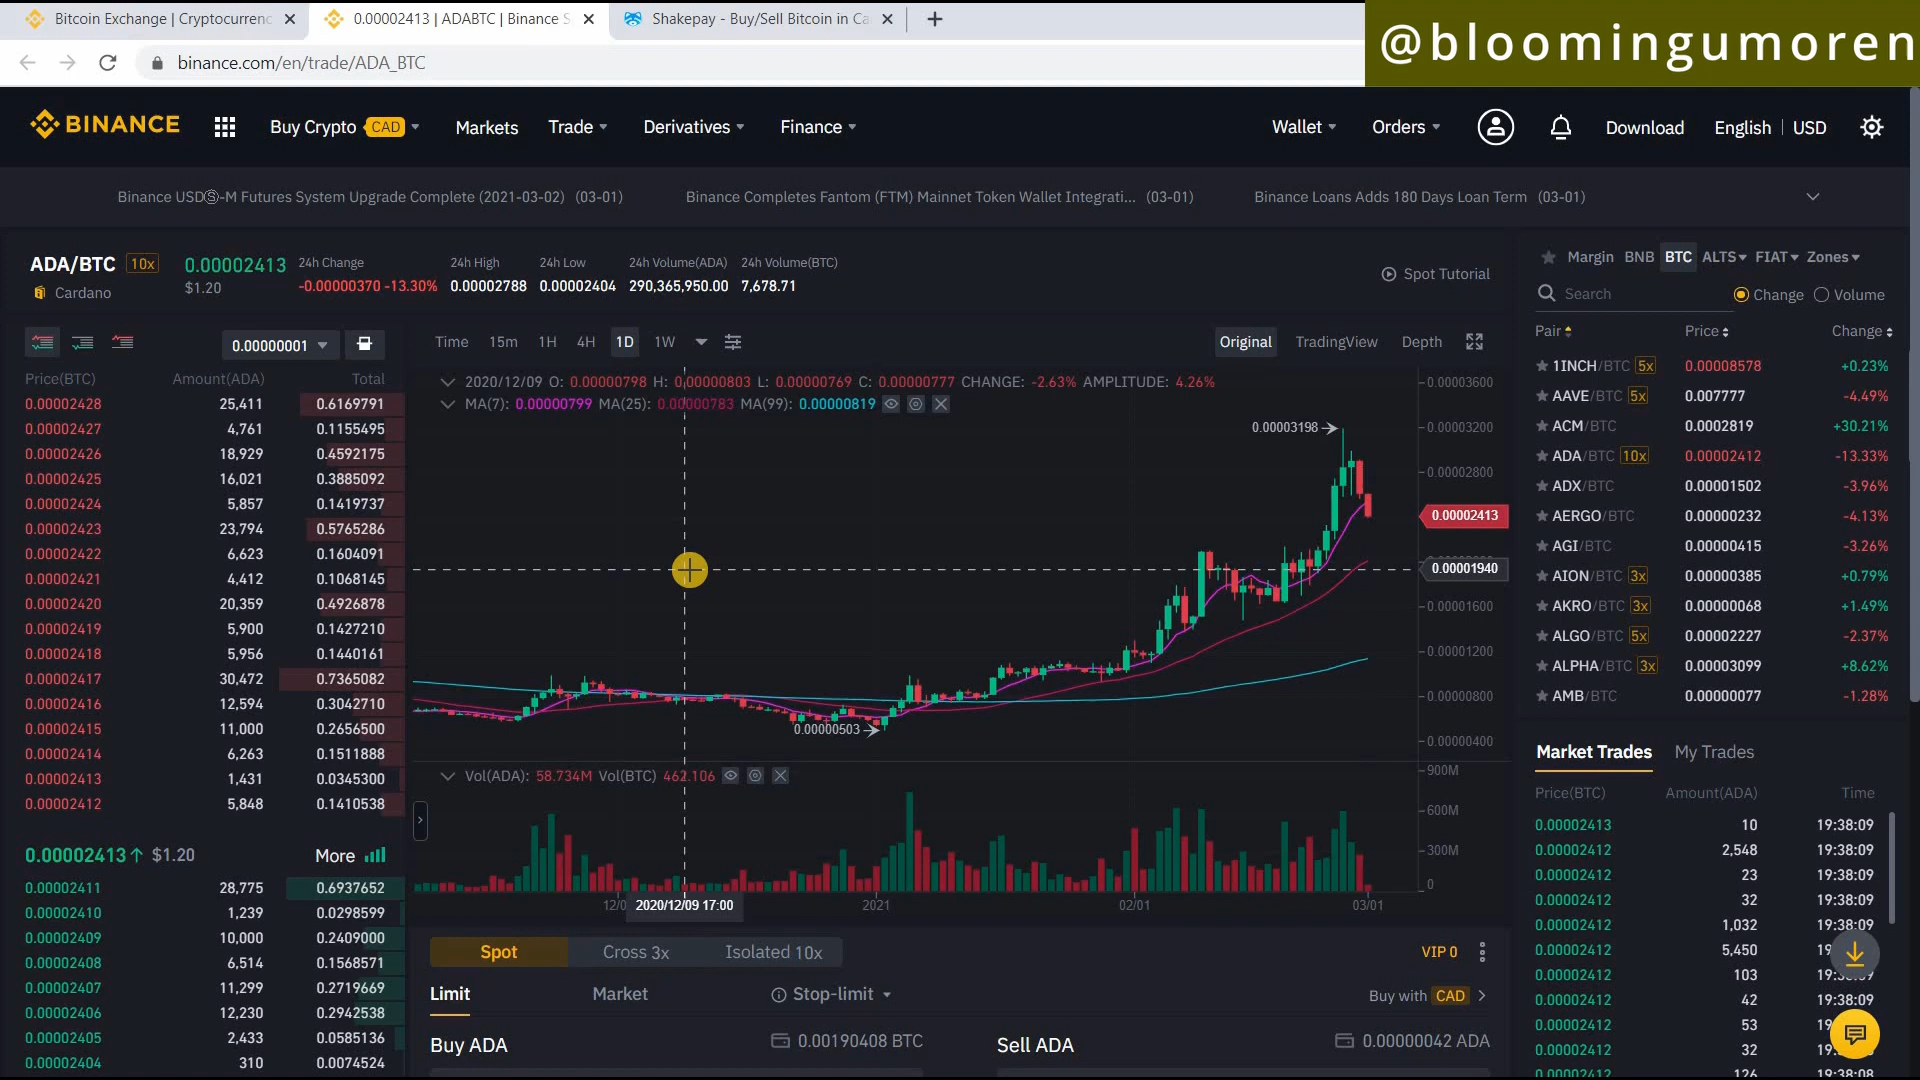 Bitcoin Exchange | Cryptocurrenc
0.00002413 | ADABTC | Binance S
Shakepay - Buy/Sell Bitcoin in Ca
@bloomingumoren
binance.com/en/trade/ADA_BTC
BINANCE Buy Crypto CAD Markets Trade Derivatives Finance Wallet Orders Download English USD
Binance USDⓈ-M Futures System Upgrade Complete (2021-03-02) (03-01) Binance Completes Fantom (FTM) Mainnet Token Wallet Integrati... (03-01) Binance Loans Adds 180 Days Loan Term (03-01)
ADA/BTC 10x 0.00002413 24h Change 24h High 24h Low 24h Volume(ADA) 24h Volume(BTC)
Cardano $1.20 -0.00000370 -13.30% 0.00002788 0.00002404 290,365,950.00 7,678.71
Spot Tutorial
0.00000001
Price(BTC) Amount(ADA) Total
0.00002428 25,411 0.6169791
0.00002427 4,761 0.1155495
0.00002426 18,929 0.4592175
0.00002425 16,021 0.3885092
0.00002424 5,857 0.1419737
0.00002423 23,794 0.5765286
0.00002422 6,623 0.1604091
0.00002421 4,412 0.1068145
0.00002420 20,359 0.4926878
0.00002419 5,900 0.1427210
0.00002418 5,956 0.1440161
0.00002417 30,472 0.7365082
0.00002416 12,594 0.3042710
0.00002415 11,000 0.2656500
0.00002414 6,263 0.1511888
0.00002413 1,431 0.0345300
0.00002412 5,848 0.1410538
0.00002413↑ $1.20 More
0.00002411 28,775 0.6937652
0.00002410 1,239 0.0298599
0.00002409 10,000 0.2409000
0.00002408 6,514 0.1568571
0.00002407 11,299 0.2719669
0.00002406 12,230 0.2942538
0.00002405 2,433 0.0585136
0.00002404 310 0.0074524
Time 15m 1H 4H 1D 1W Original TradingView Depth
2020/12/09 O: 0.00000798 H: 0.00000803 L: 0.00000769 C: 0.00000777 CHANGE: -2.63% AMPLITUDE: 4.26%
MA(7): 0.00000799 MA(25): 0.00000783 MA(99): 0.00000819
0.00003600
0.00003198
0.00003200
0.00002800
0.00002413
0.00001940
0.00001600
0.00001200
0.00000800
0.00000503
0.00000400
Vol(ADA): 58.734M Vol(BTC) 462.106
900M
600M
300M
0
2020/12/09 17:00 2021 02/01 03/01
Spot Cross 3x Isolated 10x VIP 0
Limit Market Stop-limit Buy with CAD
Buy ADA 0.00190408 BTC Sell ADA 0.00000042 ADA
Margin BNB BTC ALTS FIAT Zones
Search Change Volume
Pair Price Change
1INCH/BTC 5x 0.00008578 +0.23%
AAVE/BTC 5x 0.007777 -4.49%
ACM/BTC 0.0002819 +30.21%
ADA/BTC 10x 0.00002412 -13.33%
ADX/BTC 0.00001502 -3.96%
AERGO/BTC 0.00000232 -4.13%
AGI/BTC 0.00000415 -3.26%
AION/BTC 3x 0.00000385 +0.79%
AKRO/BTC 3x 0.00000068 +1.49%
ALGO/BTC 5x 0.00002227 -2.37%
ALPHA/BTC 3x 0.00003099 +8.62%
AMB/BTC 0.00000077 -1.28%
Market Trades My Trades
Price(BTC) Amount(ADA) Time
0.00002413 10 19:38:09
0.00002412 2,548 19:38:09
0.00002412 23 19:38:09
0.00002412 32 19:38:09
0.00002412 1,032 19:38:09
0.00002412 5,450
0.00002412 103
0.00002412 42 19:38:09
0.00002412 53
0.00002412 32
0.00002412 126 19:38:08